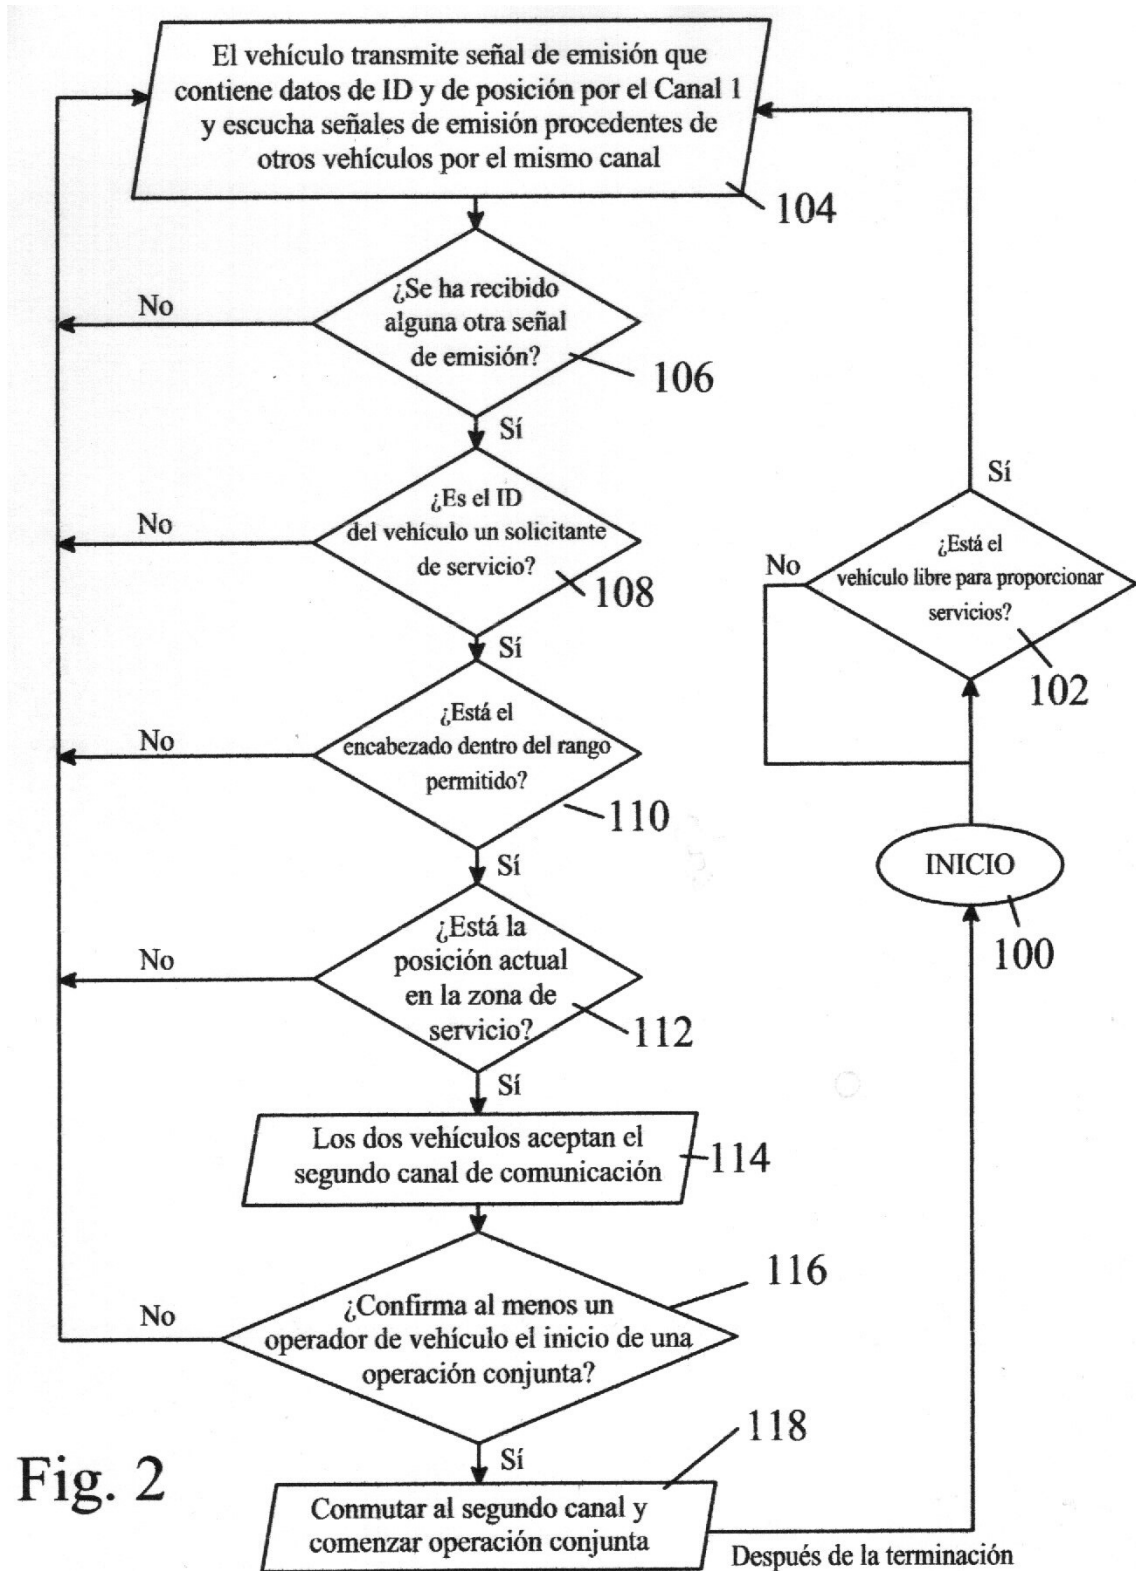 El vehículo transmite señal de emisión que
contiene datos de ID y de posición por el Canal 1
y escucha señales de emisión procedentes de
otros vehículos por el mismo canal
104
¿Se ha recibido
alguna otra señal
de emisión?
106
No
Sí
¿Es el ID
del vehículo un solicitante
de servicio?
108
No
Sí
¿Está el
encabezado dentro del rango
permitido?
110
No
Sí
¿Está la
posición actual
en la zona de
servicio?
112
No
Sí
Los dos vehículos aceptan el
segundo canal de comunicación
114
¿Confirma al menos un
operador de vehículo el inicio de una
operación conjunta?
116
No
Sí
Conmutar al segundo canal y
comenzar operación conjunta
118
Después de la terminación
INICIO
100
¿Está el
vehículo libre para proporcionar
servicios?
102
No
Sí
Fig. 2